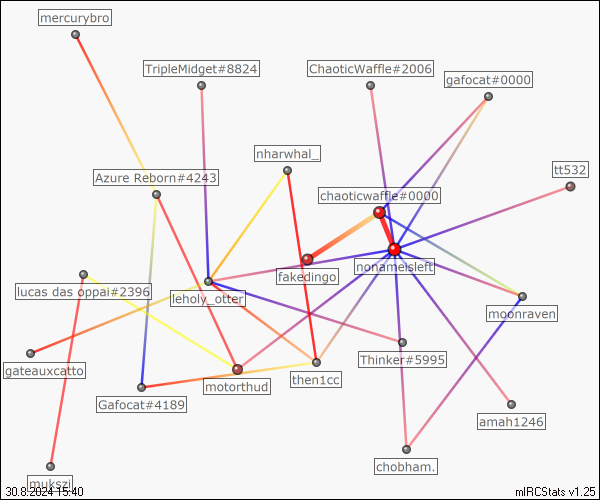 mercurybro
TripleMidget#8824
ChaoticWaffle#2006
gafocat#0000
nharwhal_
tt532
Azure Reborn#4243
chaoticwaffle#0000
nonameisleft
fakedingo
lucas das oppai#2396
leholy_otter
moonraven
gateauxcatto
Thinker#5995
then1cc
motorthud
Gafocat#4189
amah1246
chobham.
mukszi
30.8.2024 15:40
mIRCStats v1.25